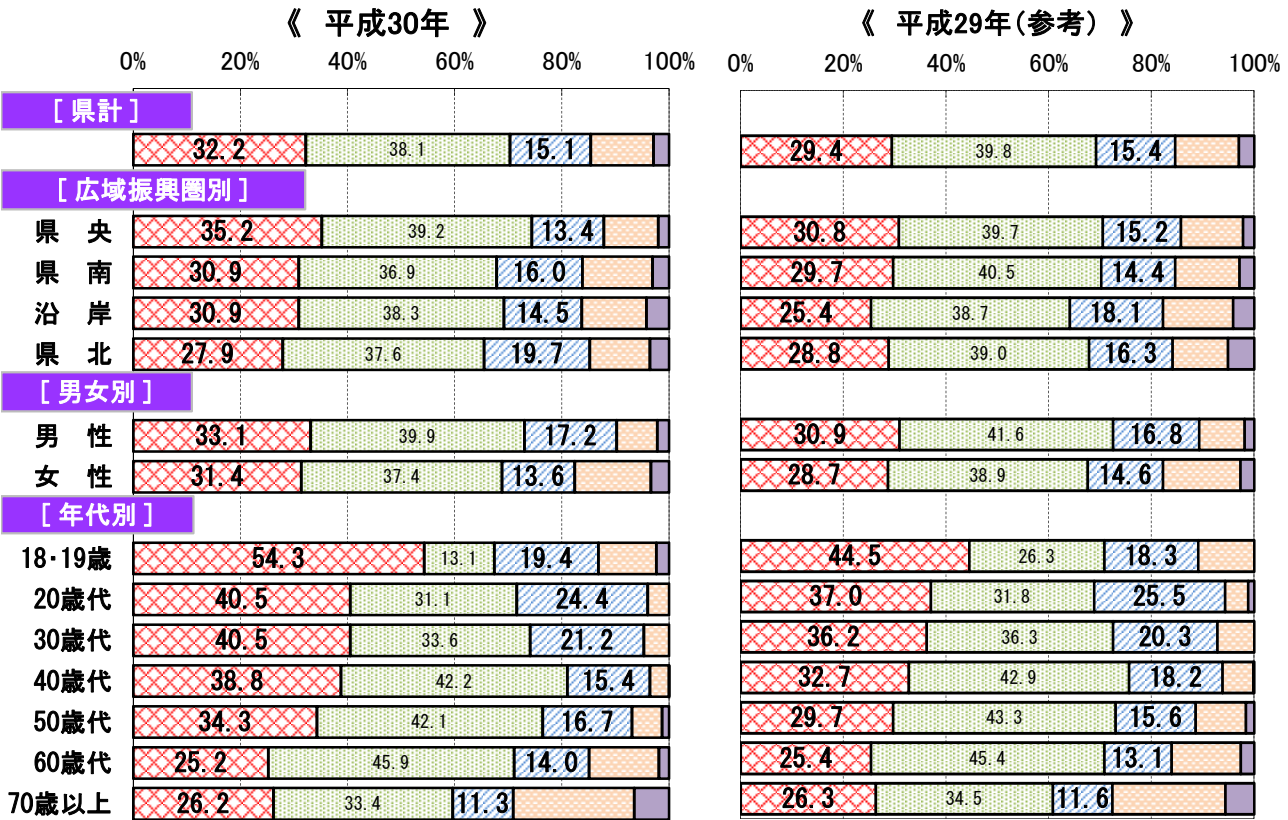 《 平成30年 》 《 平成29年（参考） 》
0% 20% 40% 60% 80% 100% 0% 20% 40% 60% 80% 100%
[ 県計 ]
32.2 38.1 15.1 29.4 39.8 15.4
[ 広域振興圏別 ]
県 央 35.2 39.2 13.4 30.8 39.7 15.2
県 南 30.9 36.9 16.0 29.7 40.5 14.4
沿 岸 30.9 38.3 14.5 25.4 38.7 18.1
県 北 27.9 37.6 19.7 28.8 39.0 16.3
[ 男女別 ]
男 性 33.1 39.9 17.2 30.9 41.6 16.8
女 性 31.4 37.4 13.6 28.7 38.9 14.6
[ 年代別 ]
18・19歳 54.3 13.1 19.4 44.5 26.3 18.3
20歳代 40.5 31.1 24.4 37.0 31.8 25.5
30歳代 40.5 33.6 21.2 36.2 36.3 20.3
40歳代 38.8 42.2 15.4 32.7 42.9 18.2
50歳代 34.3 42.1 16.7 29.7 43.3 15.6
60歳代 25.2 45.9 14.0 25.4 45.4 13.1
70歳以上 26.2 33.4 11.3 26.3 34.5 11.6